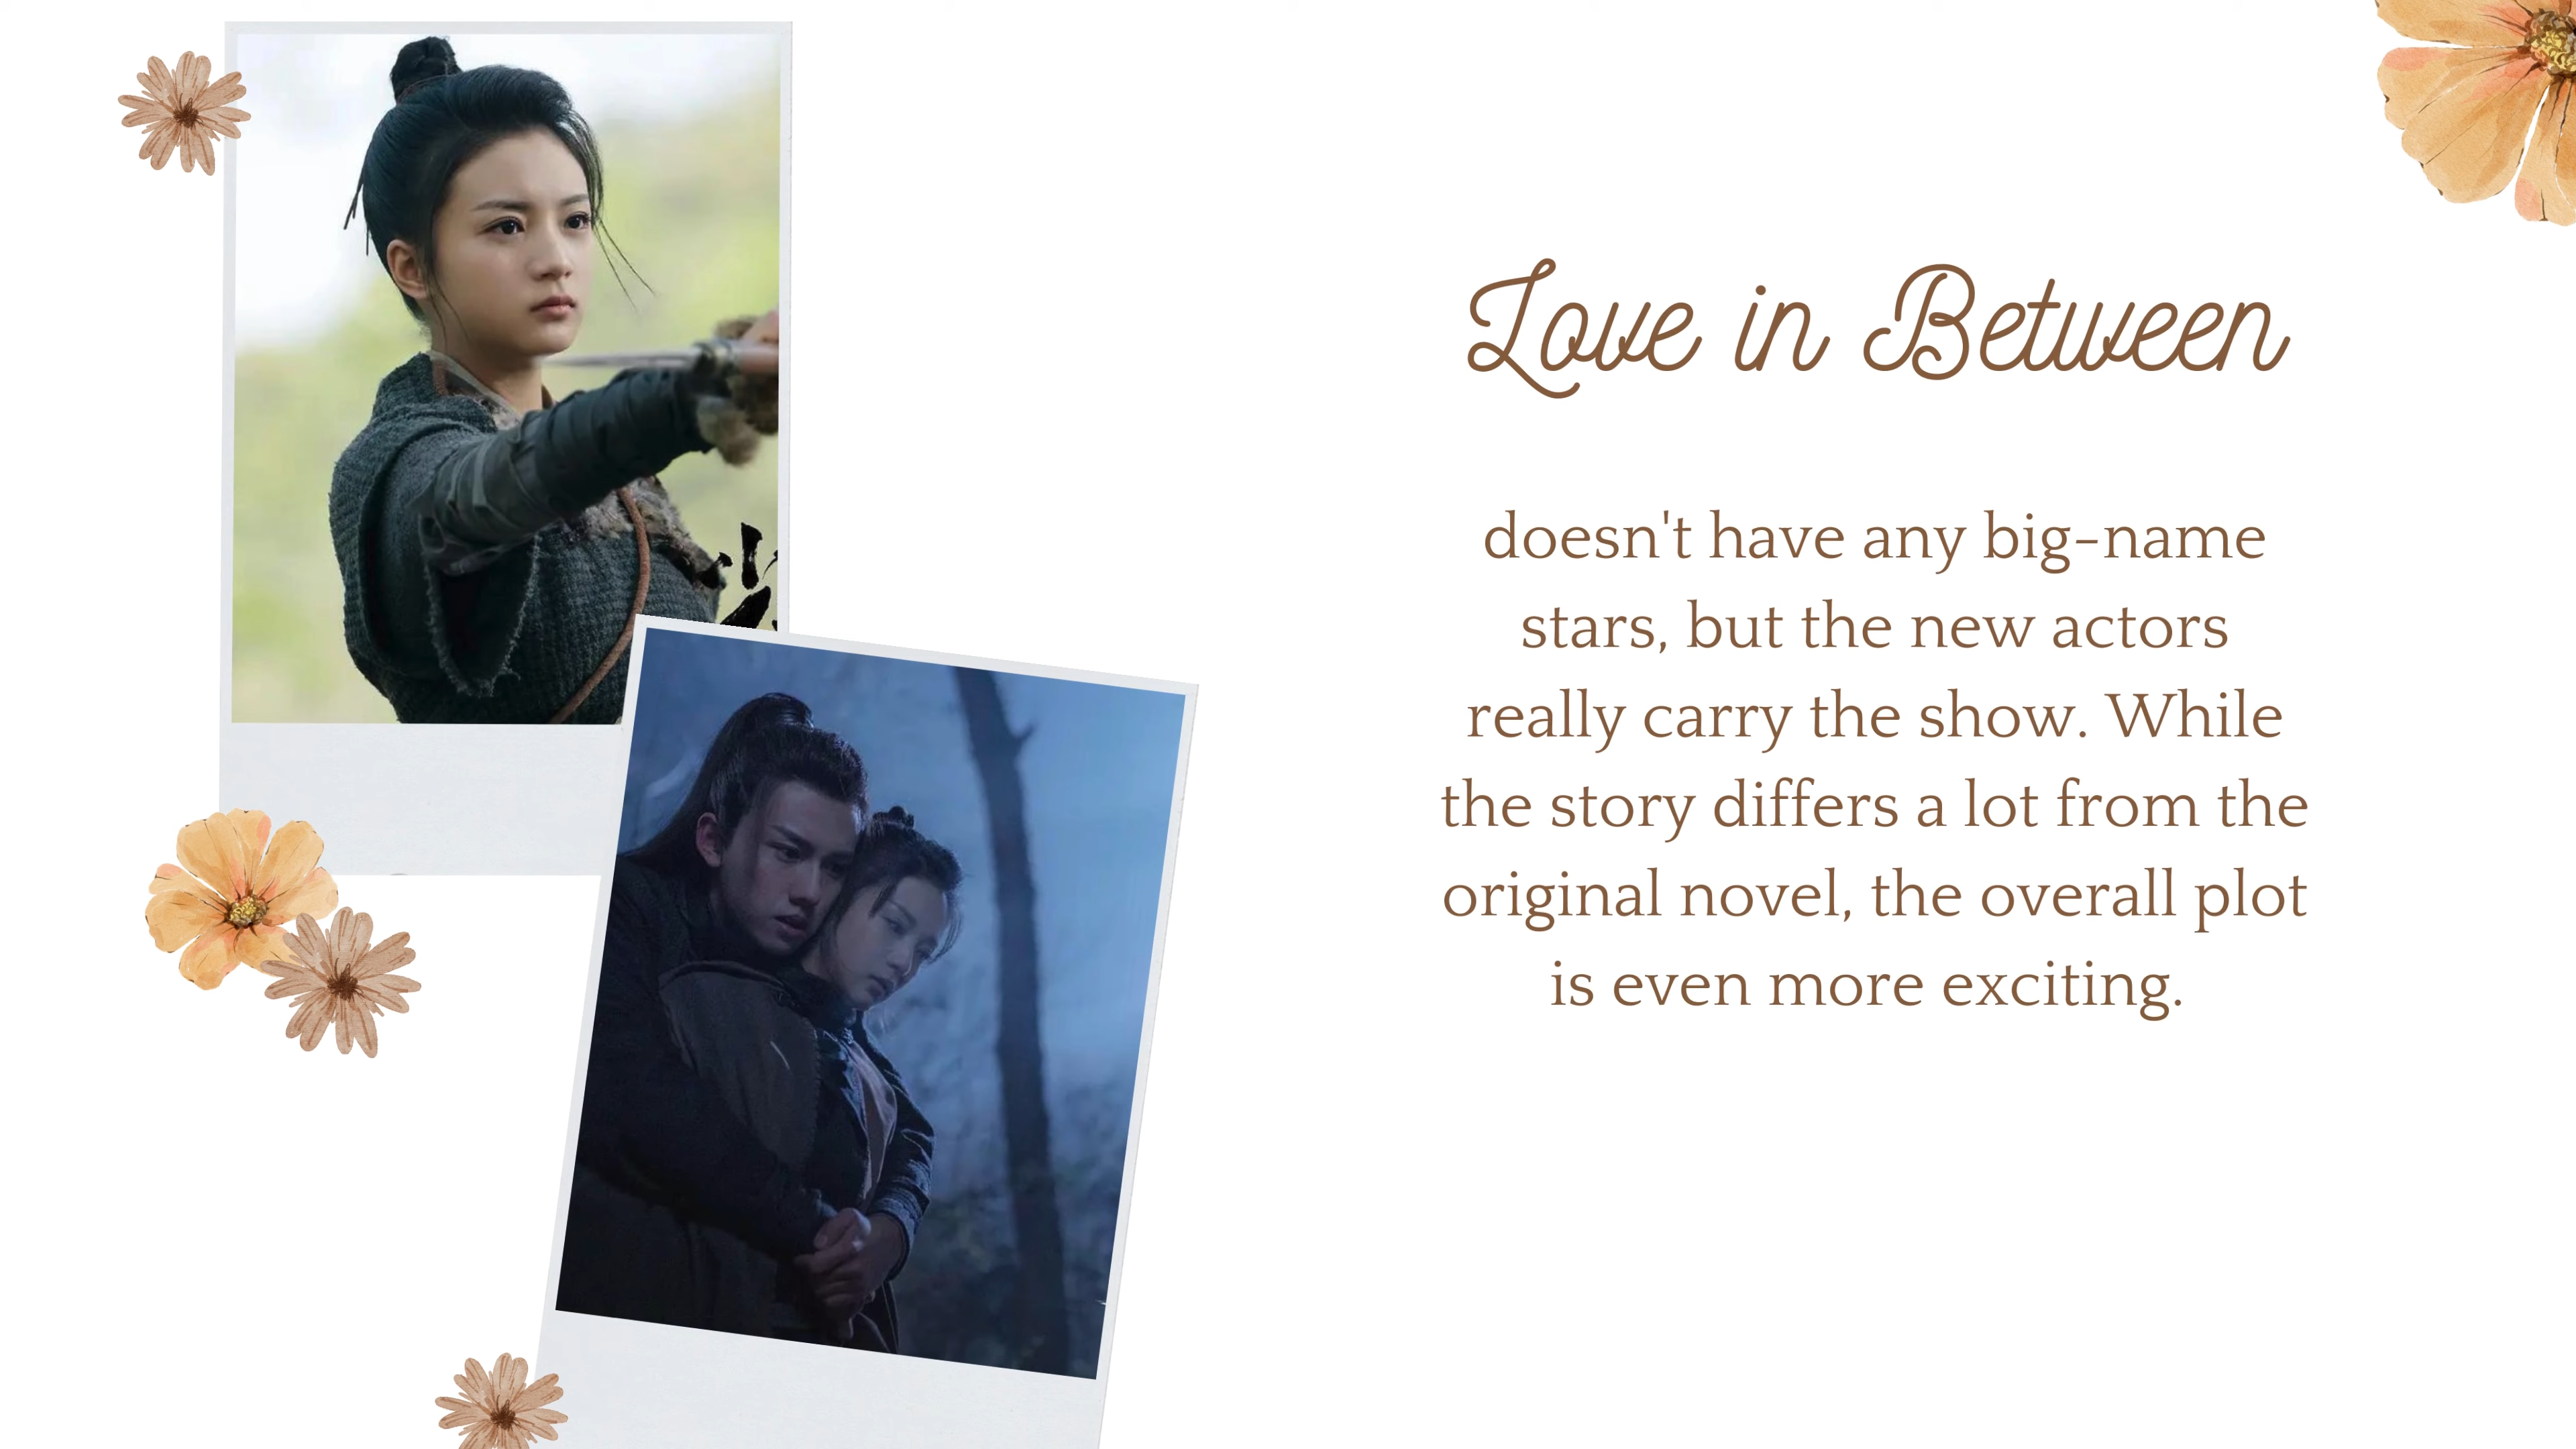 Love in Between
doesn't have any big-name
stars, but the new actors
really carry the show. While
the story differs a lot from the
original novel, the overall plot
is even more exciting.